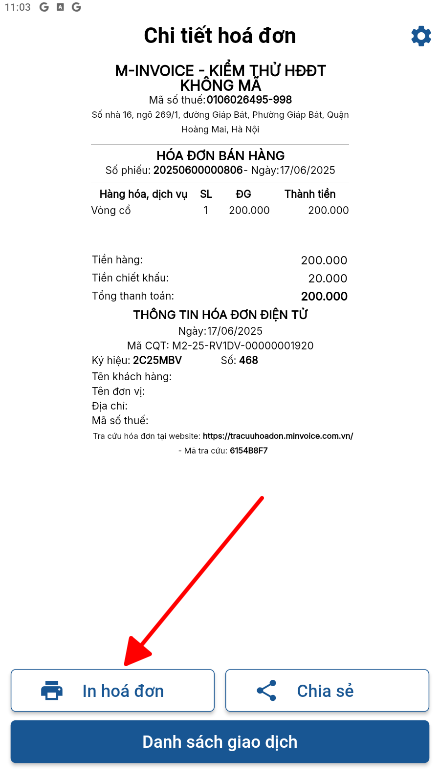 11:03
Chi tiết hoá đơn
M-INVOICE - KIỂM THỬ HĐĐT
KHÔNG MÃ
Mã số thuế:0106026495-998
Số nhà 16, ngõ 269/1, đường Giáp Bát, Phường Giáp Bát, Quận
Hoàng Mai, Hà Nội
HÓA ĐƠN BÁN HÀNG
Số phiếu: 20250600000806- Ngày:17/06/2025
Hàng hóa, dịch vụ SL ĐG Thành tiền
Vòng cổ 1 200.000 200.000
Tiền hàng: 200.000
Tiền chiết khấu: 20.000
Tổng thanh toán: 200.000
THÔNG TIN HÓA ĐƠN ĐIỆN TỬ
Ngày:17/06/2025
Mã CQT: M2-25-RV1DV-00000001920
Ký hiệu: 2C25MBV Số: 468
Tên khách hàng:
Tên đơn vị:
Địa chỉ:
Mã số thuế:
Tra cứu hóa đơn tại website: https://tracuuhoadon.minvoice.com.vn/
- Mã tra cứu: 6154B8F7
In hoá đơn Chia sẻ
Danh sách giao dịch